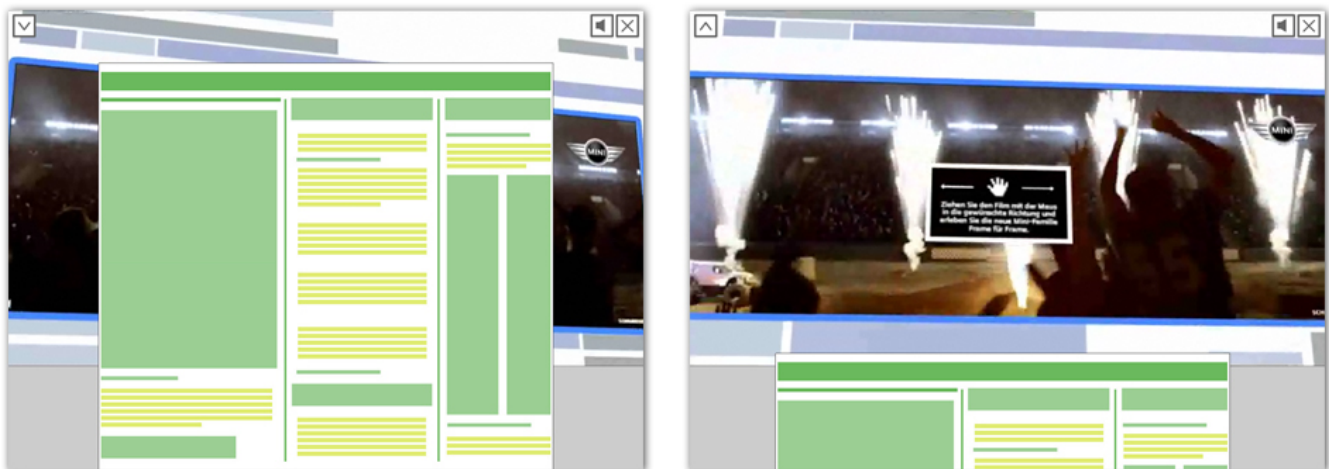 MINI
MINI
Ziehen Sie den Film mit der Maus
in die gewünschte Richtung und
erleben Sie die neue Mini-Familie
Frame für Frame.